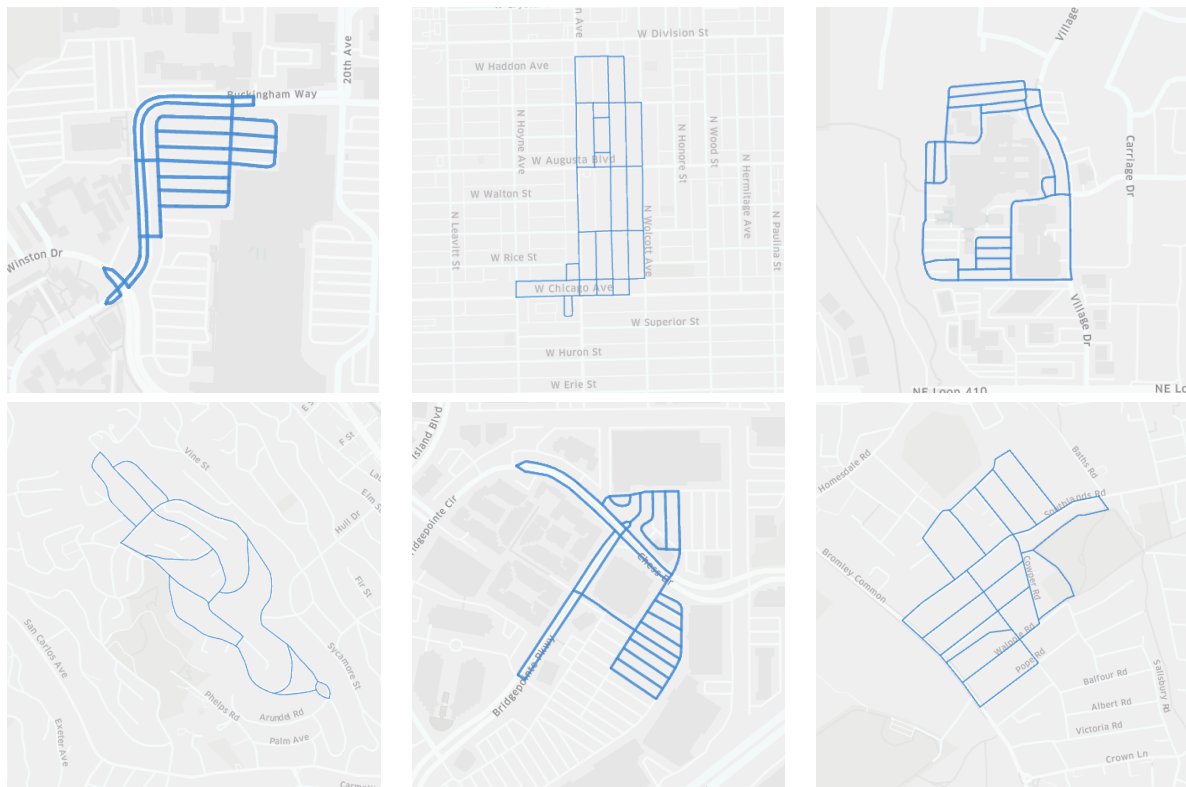 Buckingham Way
20th Ave
Winston Dr
W Division St
W Haddon Ave
N Hoyne Ave
W Augusta Blvd
N Honore St
N Wood St
N Hermitage Ave
W Walton St
N Leavitt St
N Wolcott Ave
N Paulina St
W Rice St
W Chicago Ave
W Superior St
W Huron St
W Erie St
Village
Carriage Dr
Village Dr
NE Loop 410
NE Lo
Vine St
F St
E S
Elm S
Hull Dr
Fir St
San Carlos Ave
Sycamore St
Phelps Rd
Arundel Rd
Palm Ave
Exeter Ave
Island Blvd
ridgepointe Cir
Chess Dr
Bridgepointe Pkwy
Homesdale Rd
Baths Rd
Southlands Rd
Bromley Common
Cowper Rd
Walpole Rd
Pope Rd
Balfour Rd
Salisbury Rd
Albert Rd
Victoria Rd
Crown Ln